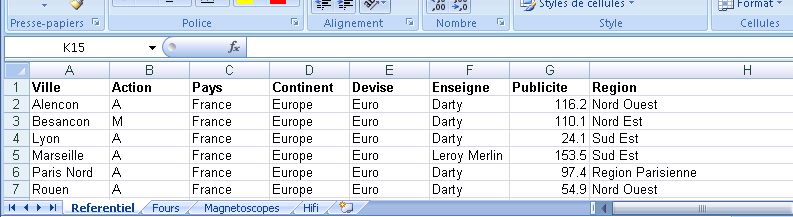 Styles de cellules
Format
Presse-papiers
Police
Alignement
Nombre
Style
Cellules
K15
fx
A B C D E F G H
1 Ville Action Pays Continent Devise Enseigne Publicite Region
2 Alencon A France Europe Euro Darty 116.2 Nord Ouest
3 Besancon M France Europe Euro Darty 110.1 Nord Est
4 Lyon A France Europe Euro Darty 24.1 Sud Est
5 Marseille A France Europe Euro Leroy Merlin 153.5 Sud Est
6 Paris Nord A France Europe Euro Darty 97.4 Region Parisienne
7 Rouen A France Europe Euro Darty 54.9 Nord Ouest
Referentiel Fours Magnetoscopes Hifi